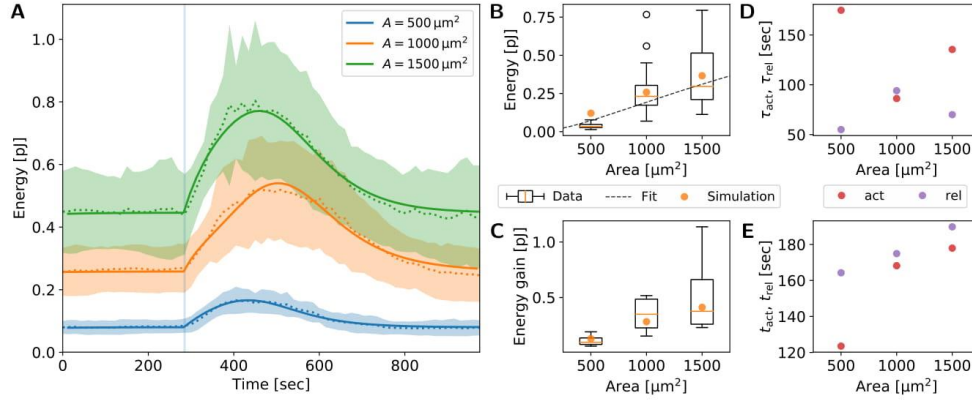 A
Energy [pJ]
1.0
0.8
0.6
0.4
0.2
0.0
0
200
400
600
800
Time [sec]
A = 500 μm²
A = 1000 μm²
A = 1500 μm²
B
Energy [pJ]
0.75
0.50
0.25
0.00
500
1000
1500
Area [μm²]
Data
Fit
Simulation
C
Energy gain [pJ]
1.0
0.5
500
1000
1500
Area [μm²]
D
τact, τrel [sec]
150
100
50
500
1000
1500
Area [μm²]
act
rel
E
tact, trel [sec]
180
160
140
120
500
1000
1500
Area [μm²]